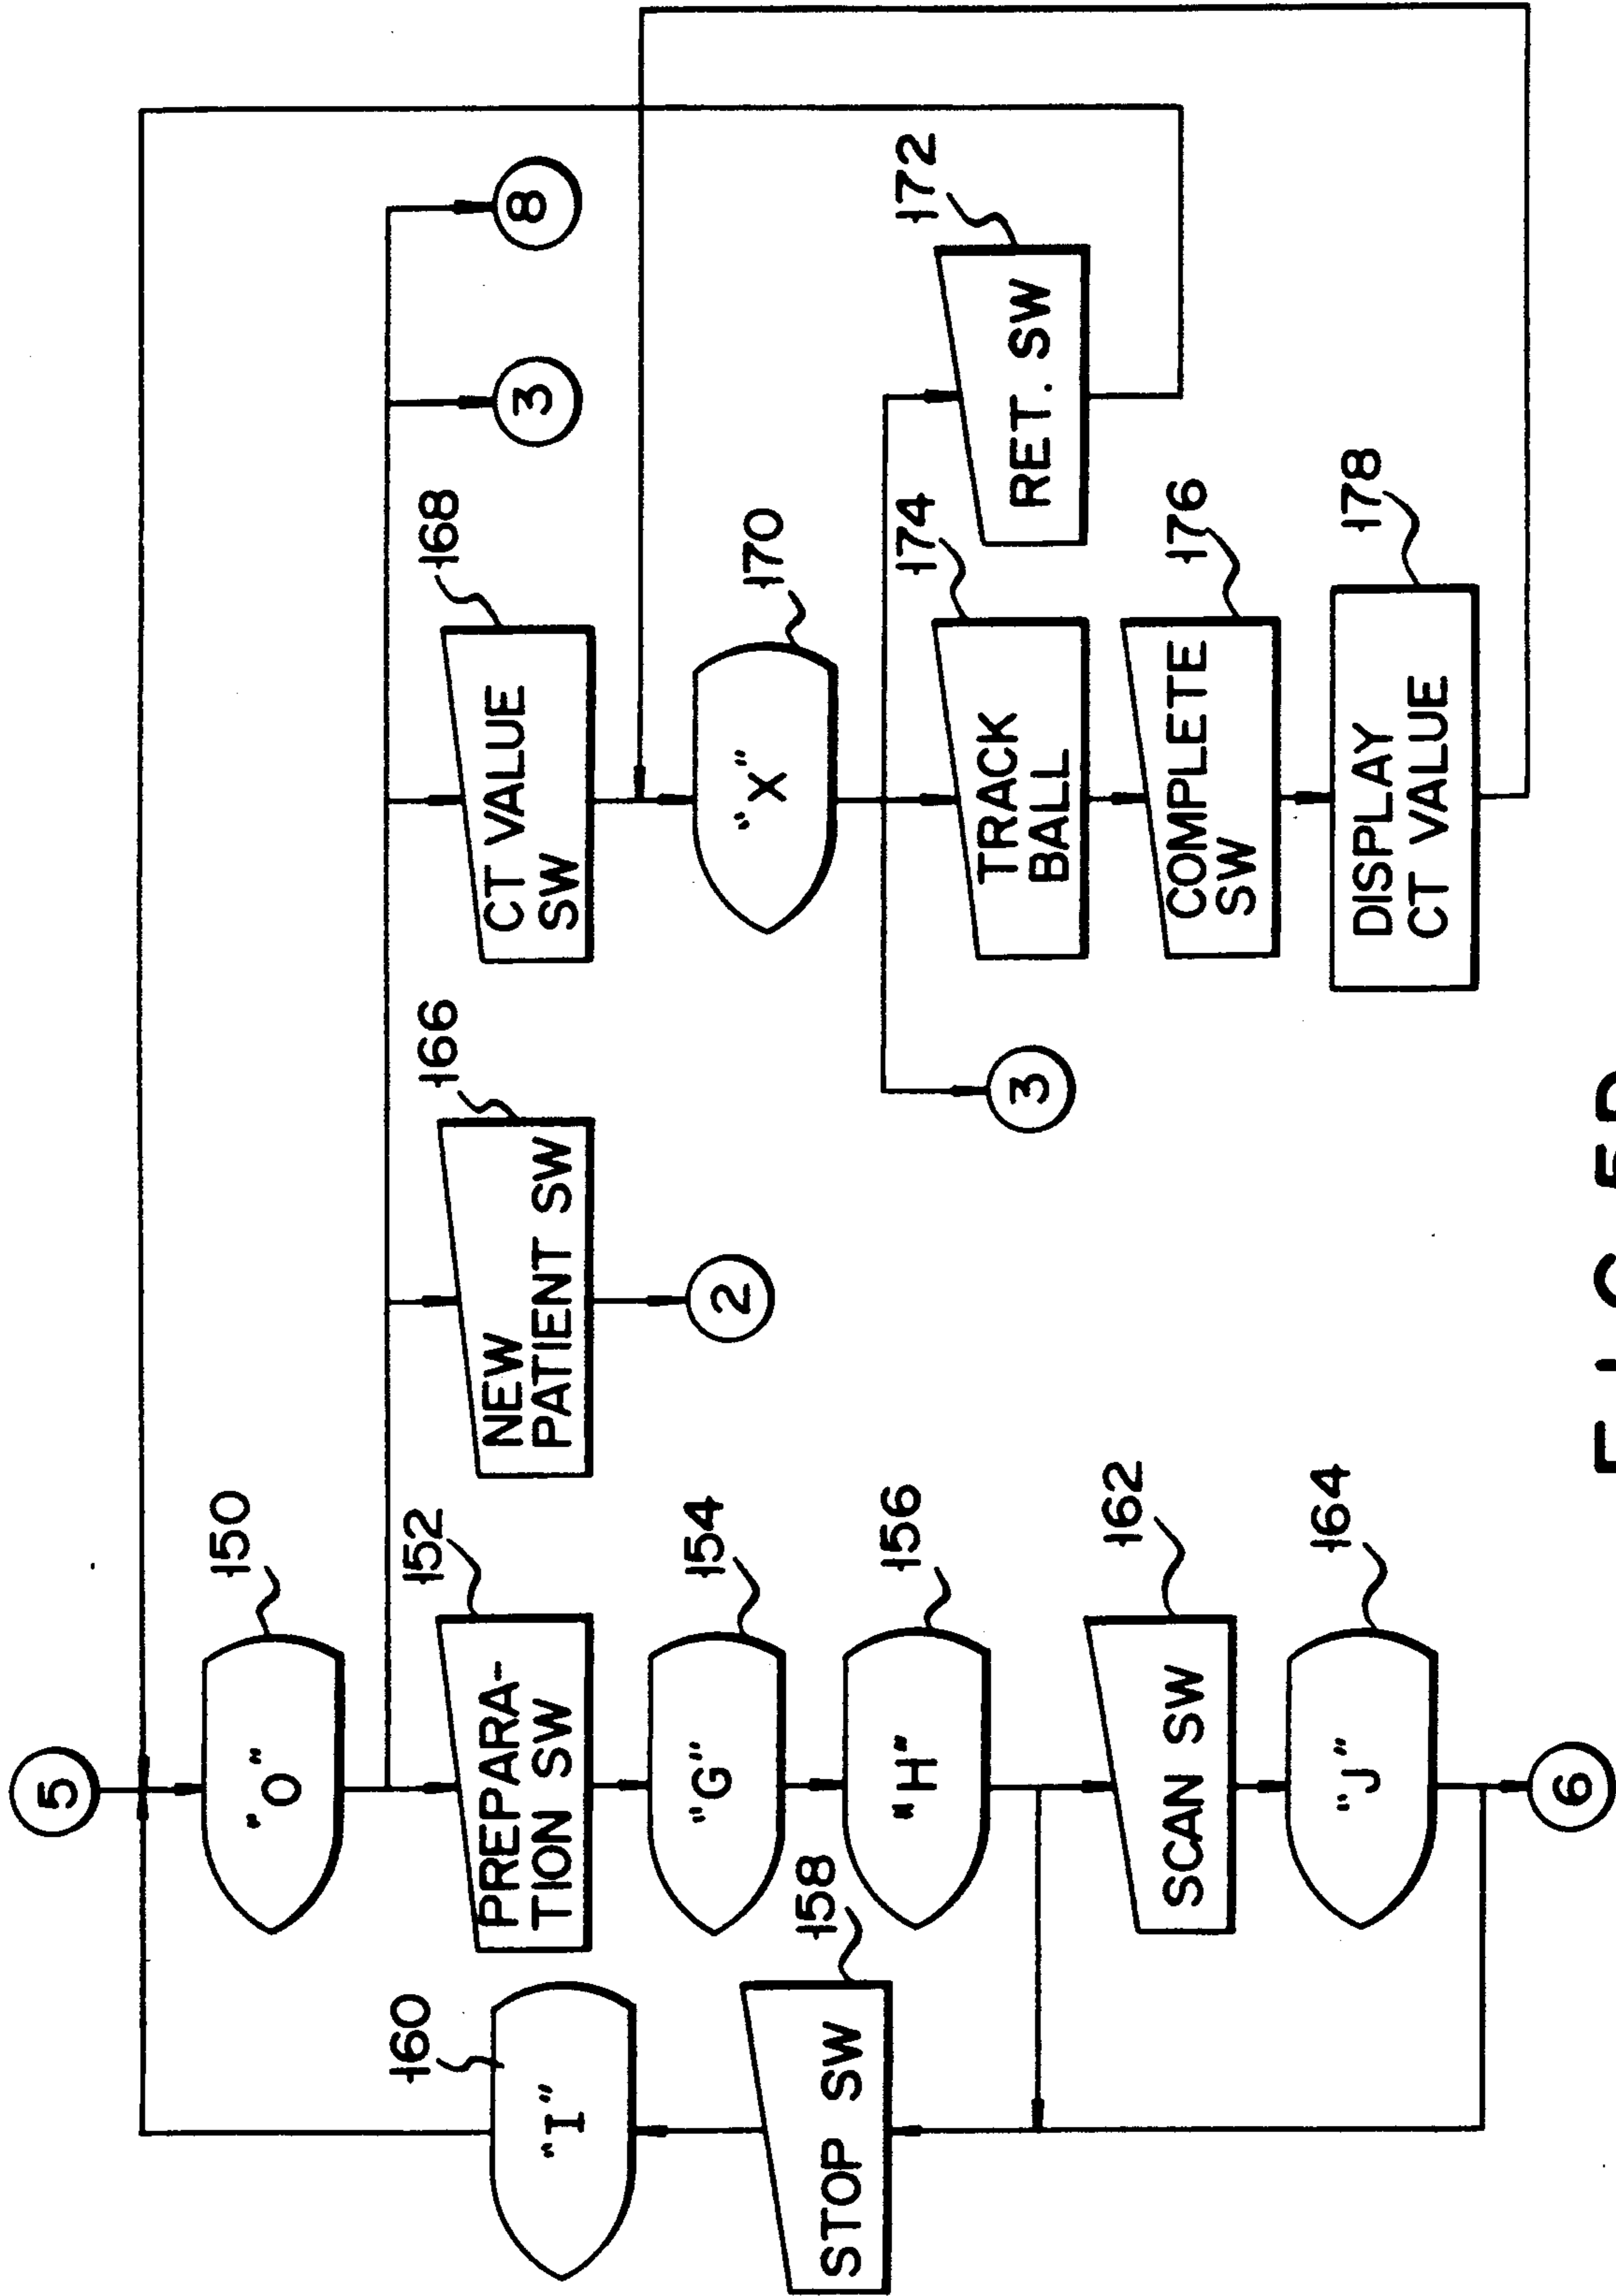 5
150
"O"
152
PREPARA-
TION SW
154
"G"
156
"H"
158
STOP SW
160
"I"
162
SCAN SW
164
"J"
6
166
NEW
PATIENT SW
2
168
CT VALUE
SW
3
8
170
"X"
3
174
TRACK
BALL
172
RET. SW
176
COMPLETE
SW
178
DISPLAY
CT VALUE